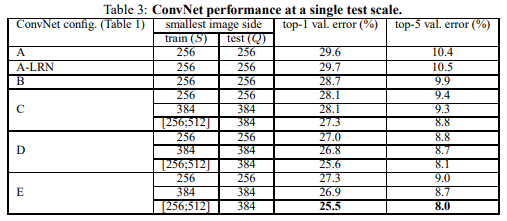 Table 3: ConvNet performance at a single test scale.
ConvNet config. (Table 1) smallest image side top-1 val. error (%) top-5 val. error (%)
train (S) test (Q)
A 256 256 29.6 10.4
A-LRN 256 256 29.7 10.5
B 256 256 28.7 9.9
C 256 256 28.1 9.4
384 384 28.1 9.3
[256;512] 384 27.3 8.8
D 256 256 27.0 8.8
384 384 26.8 8.7
[256;512] 384 25.6 8.1
E 256 256 27.3 9.0
384 384 26.9 8.7
[256;512] 384 25.5 8.0